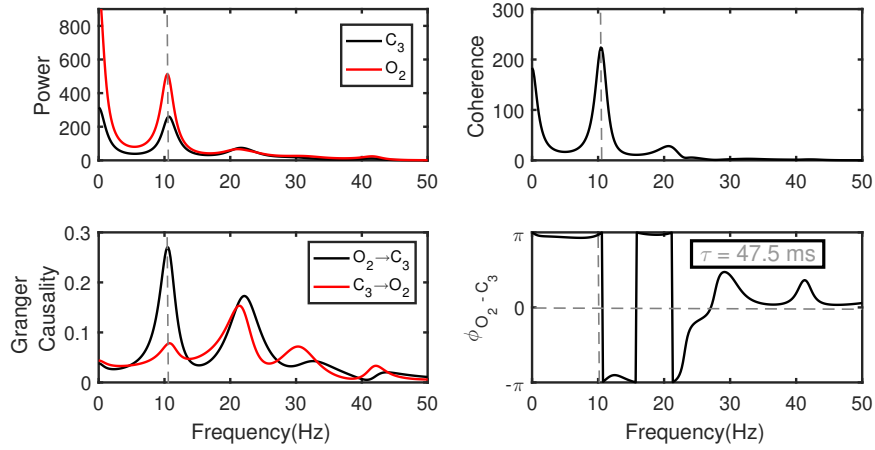 800
600
400
200
0
Power
C₃
O₂
0 10 20 30 40 50
300
200
100
0
Coherence
0 10 20 30 40 50
0.3
0.2
0.1
0
Granger
Causality
O₂→C₃
C₃→O₂
0 10 20 30 40 50
Frequency(Hz)
π
0
-π
ϕO₂ - C₃
τ = 47.5 ms
0 10 20 30 40 50
Frequency(Hz)